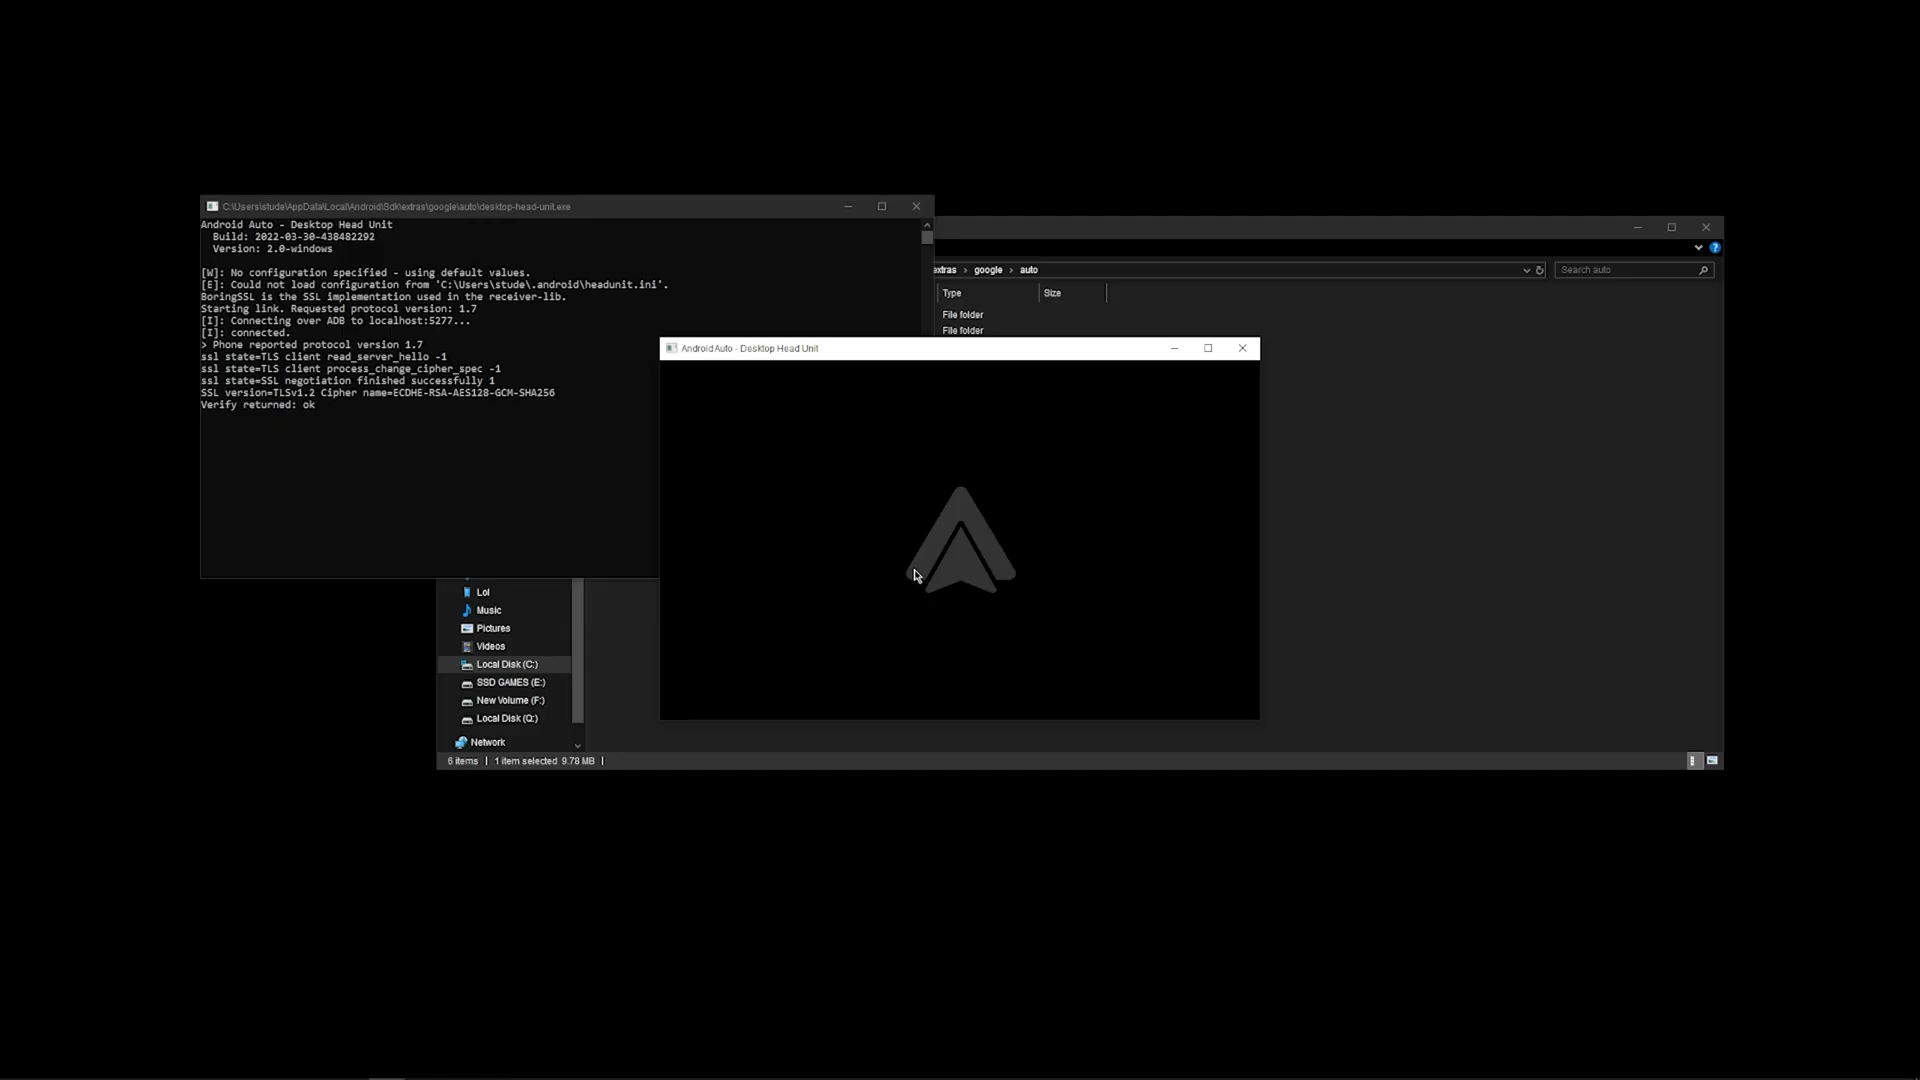 C:\Users\stude\AppData\Local\Android\Sdk\extras\google\auto\desktop-head-unit.exe
Android Auto - Desktop Head Unit
Build: 2022-03-30-438482292
Version: 2.0-windows
[W]: No configuration specified - using default values.
[E]: Could not load configuration from 'C:\Users\stude\.android\headunit.ini'.
BoringSSL is the SSL implementation used in the receiver-lib.
Starting link. Requested protocol version: 1.7
[I]: Connecting over ADB to localhost:5277...
[I]: connected.
> Phone reported protocol version 1.7
ssl state=TLS client read_server_hello -1
ssl state=TLS client process_change_cipher_spec -1
ssl state=SSL negotiation finished successfully 1
SSL version=TLSv1.2 Cipher name=ECDHE-RSA-AES128-GCM-SHA256
Verify returned: ok
extras › google › auto
Search auto
Type Size
File folder
File folder
Android Auto - Desktop Head Unit
Lol
Music
Pictures
Videos
Local Disk (C:)
SSD GAMES (E:)
New Volume (F:)
Local Disk (Q:)
Network
6 items | 1 item selected 9.78 MB |